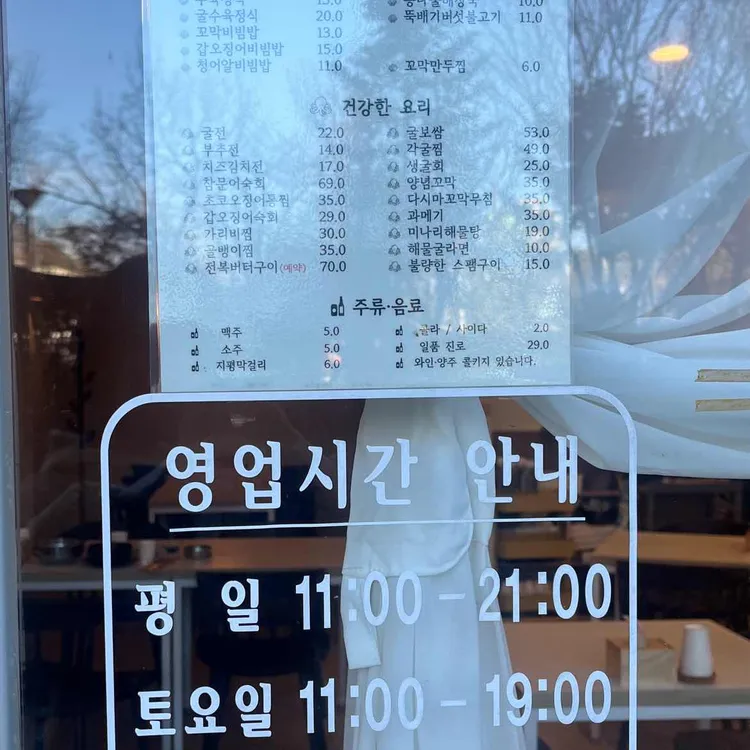 굴수육정식 20.0
꼬막비빔밥 13.0
갑오징어비빔밥 15.0
청어알비빔밥 11.0
10.0
뚝배기버섯불고기 11.0
꼬막만두찜 6.0
건강한 요리
굴전 22.0
부추전 14.0
치즈김치전 17.0
참문어숙회 69.0
초코오징어통찜 35.0
갑오징어숙회 29.0
가리비찜 30.0
골뱅이찜 35.0
전복버터구이(예약) 70.0
굴보쌈 53.0
각굴찜 49.0
생굴회 25.0
양념꼬막 35.0
다시마꼬막무침 35.0
과메기 35.0
미나리해물탕 19.0
해물굴라면 10.0
불량한 스팸구이 15.0
주류·음료
맥주 5.0
소주 5.0
지평막걸리 6.0
콜라 / 사이다 2.0
일품 진로 29.0
와인·양주 콜키지 있습니다.
영업시간 안내
평 일 11:00 - 21:00
토요일 11:00 - 19:00